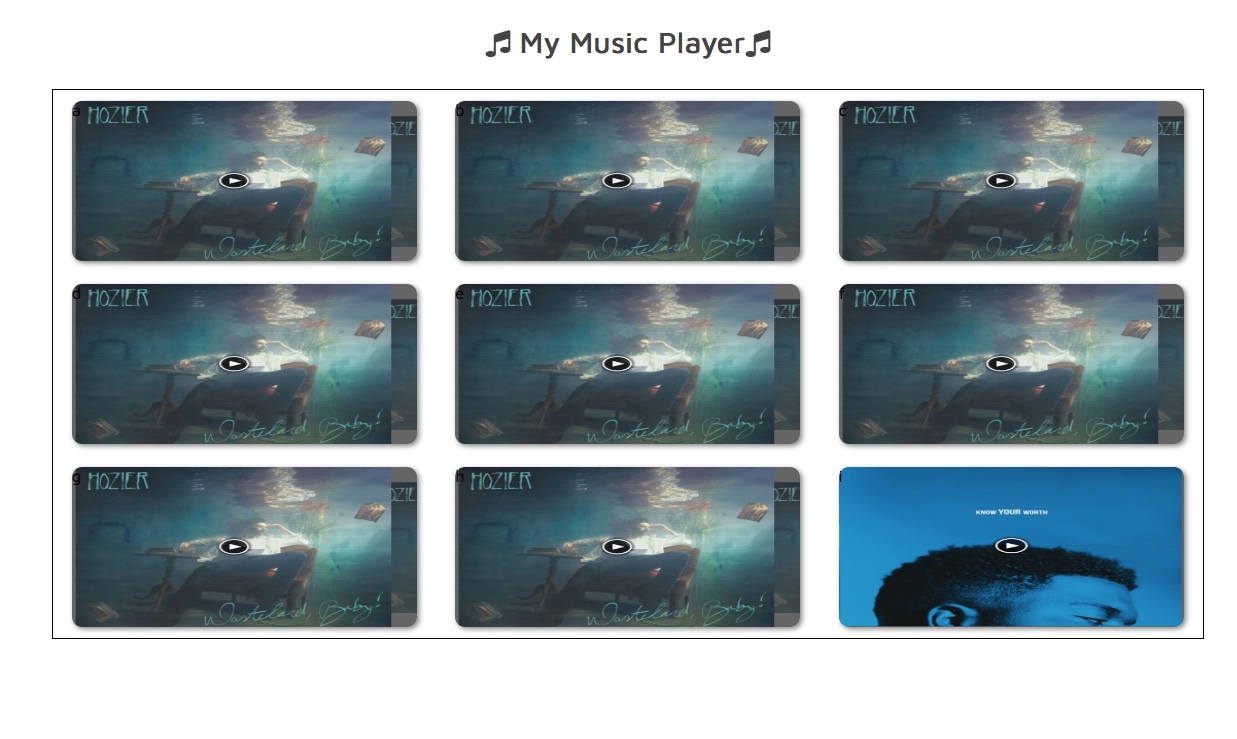 My Music Player
a HOZIER b HOZIER c HOZIER
Wasteland, Baby! Wasteland, Baby! Wasteland, Baby!
d HOZIER e HOZIER f HOZIER
Wasteland, Baby! Wasteland, Baby! Wasteland, Baby!
g HOZIER h HOZIER i
KNOW YOUR WORTH
Wasteland, Baby! Wasteland, Baby!